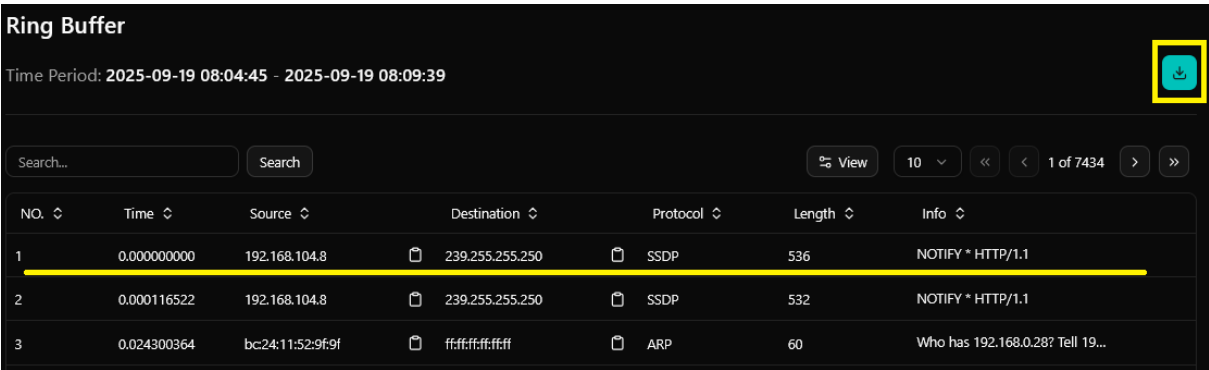 Ring Buffer
Time Period: 2025-09-19 08:04:45 - 2025-09-19 08:09:39
Search... Search View 10 1 of 7434
NO. Time Source Destination Protocol Length Info
1 0.000000000 192.168.104.8 239.255.255.250 SSDP 536 NOTIFY * HTTP/1.1
2 0.000116522 192.168.104.8 239.255.255.250 SSDP 532 NOTIFY * HTTP/1.1
3 0.024300364 bc:24:11:52:9f:9f ff:ff:ff:ff:ff:ff ARP 60 Who has 192.168.0.28? Tell 19...